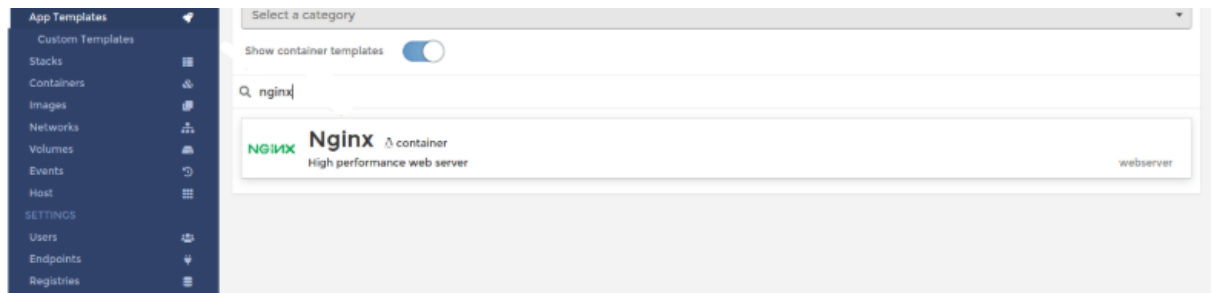 App Templates
Custom Templates
Stacks
Containers
Images
Networks
Volumes
Events
Host
SETTINGS
Users
Endpoints
Registries
Select a category
Show container templates
nginx
NGINX
Nginx container
High performance web server
webserver